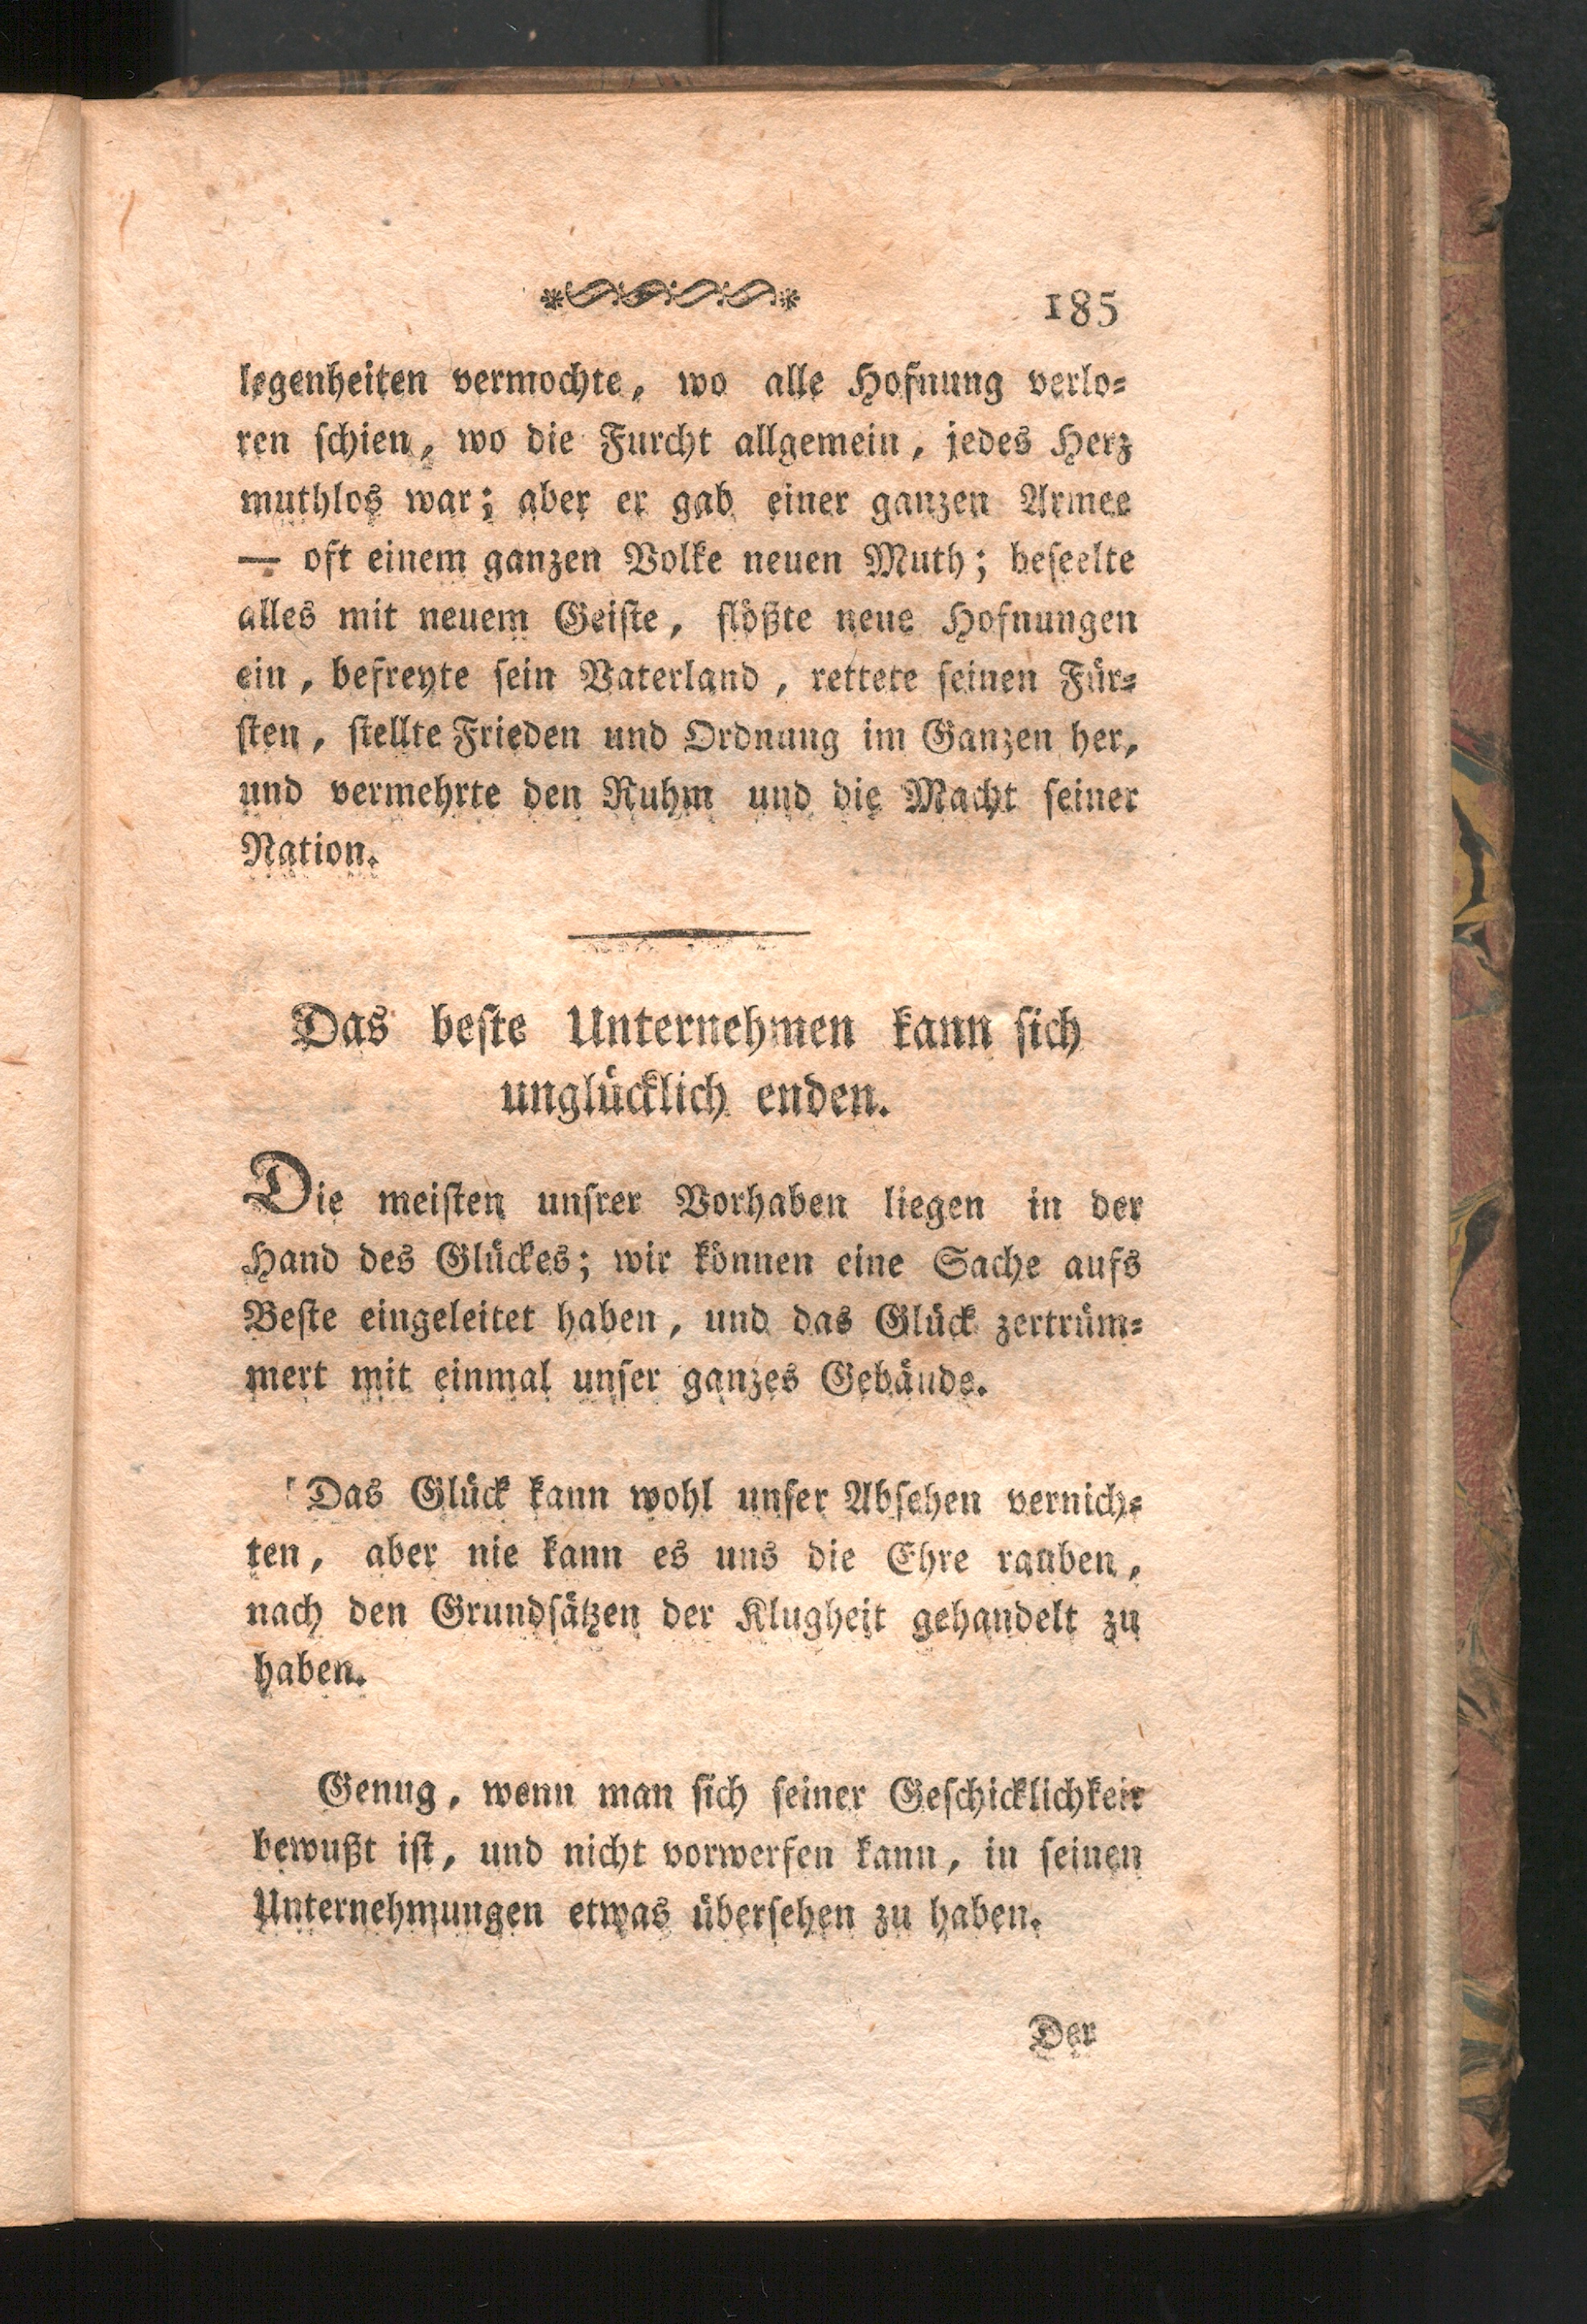 185
legenheiten vermochte, wo alle Hofnung verlo⸗
ren ſchien, wo die Furcht allgemein, jedes Herz
muthlos war; aber er gab einer ganzen Armee
— oft einem ganzen Volke neuen Muth; beſeelte
alles mit neuem Geiſte, flößte neue Hofnungen
ein, befreyte ſein Vaterland, rettete ſeinen Für⸗
ſten, ſtellte Frieden und Ordnung im Ganzen her,
und vermehrte den Ruhm und die Macht ſeiner
Nation.
Das beſte Unternehmen kann ſich
unglücklich enden.
Die meiſten unſrer Vorhaben liegen in der
Hand des Glückes; wir können eine Sache aufs
Beſte eingeleitet haben, und das Glück zertrüm⸗
mert mit einmal unſer ganzes Gebäude.
Das Glück kann wohl unſer Abſehen vernich⸗
ten, aber nie kann es uns die Ehre rauben,
nach den Grundſätzen der Klugheit gehandelt zu
haben.
Genug, wenn man ſich ſeiner Geſchicklichkeit
bewußt iſt, und nicht vorwerfen kann, in ſeinen
Unternehmungen etwas überſehen zu haben.
Der